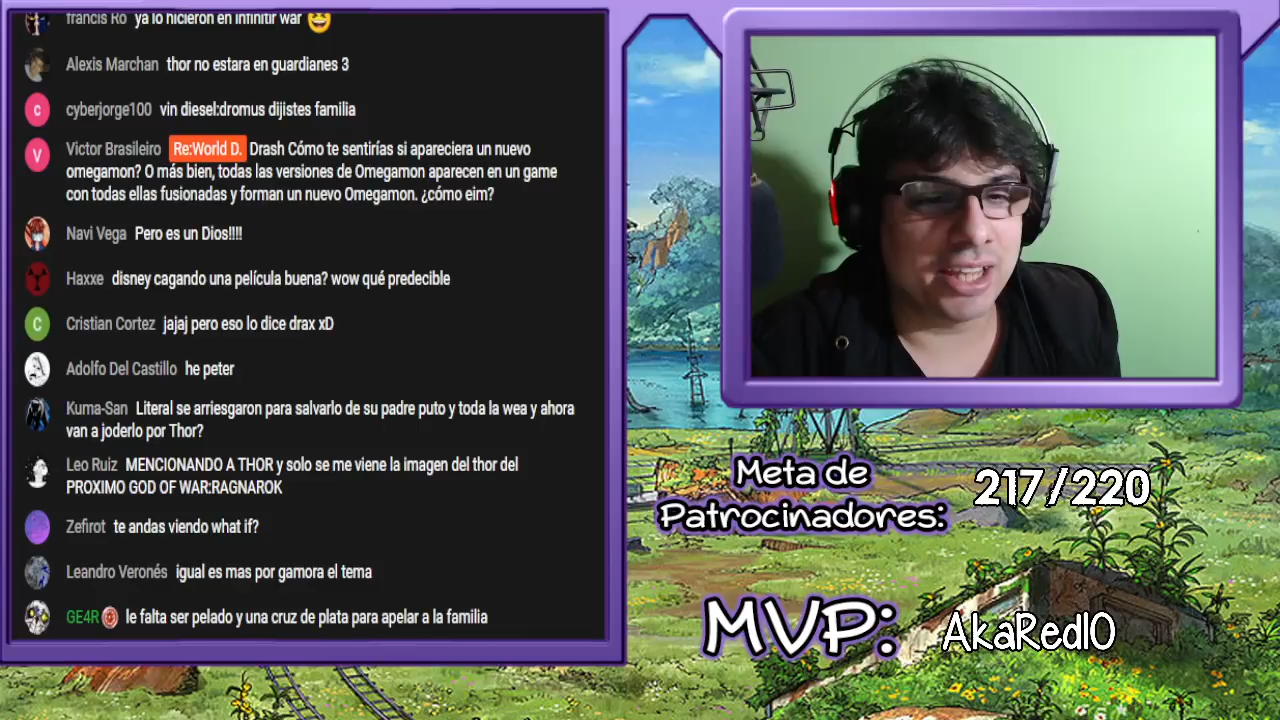 francis Ro ya lo hicieron en infinitir war
Alexis Marchan thor no estara en guardianes 3
c cyberjorge100 vin diesel:dromus dijistes familia
V Victor Brasileiro Re:World D. Drash Cómo te sentirías si apareciera un nuevo
omegamon? O más bien, todas las versiones de Omegamon aparecen en un game
con todas ellas fusionadas y forman un nuevo Omegamon. ¿cómo eim?
Navi Vega Pero es un Dios!!!!
Haxxe disney cagando una película buena? wow qué predecible
C Cristian Cortez jajaj pero eso lo dice drax xD
Adolfo Del Castillo he peter
Kuma-San Literal se arriesgaron para salvarlo de su padre puto y toda la wea y ahora
van a joderlo por Thor?
Leo Ruiz MENCIONANDO A THOR y solo se me viene la imagen del thor del
PROXIMO GOD OF WAR:RAGNAROK
Zefirot te andas viendo what if?
Leandro Veronés igual es mas por gamora el tema
GE4R le falta ser pelado y una cruz de plata para apelar a la familia
Meta de
Patrocinadores: 217/220
MVP: AkaRed10